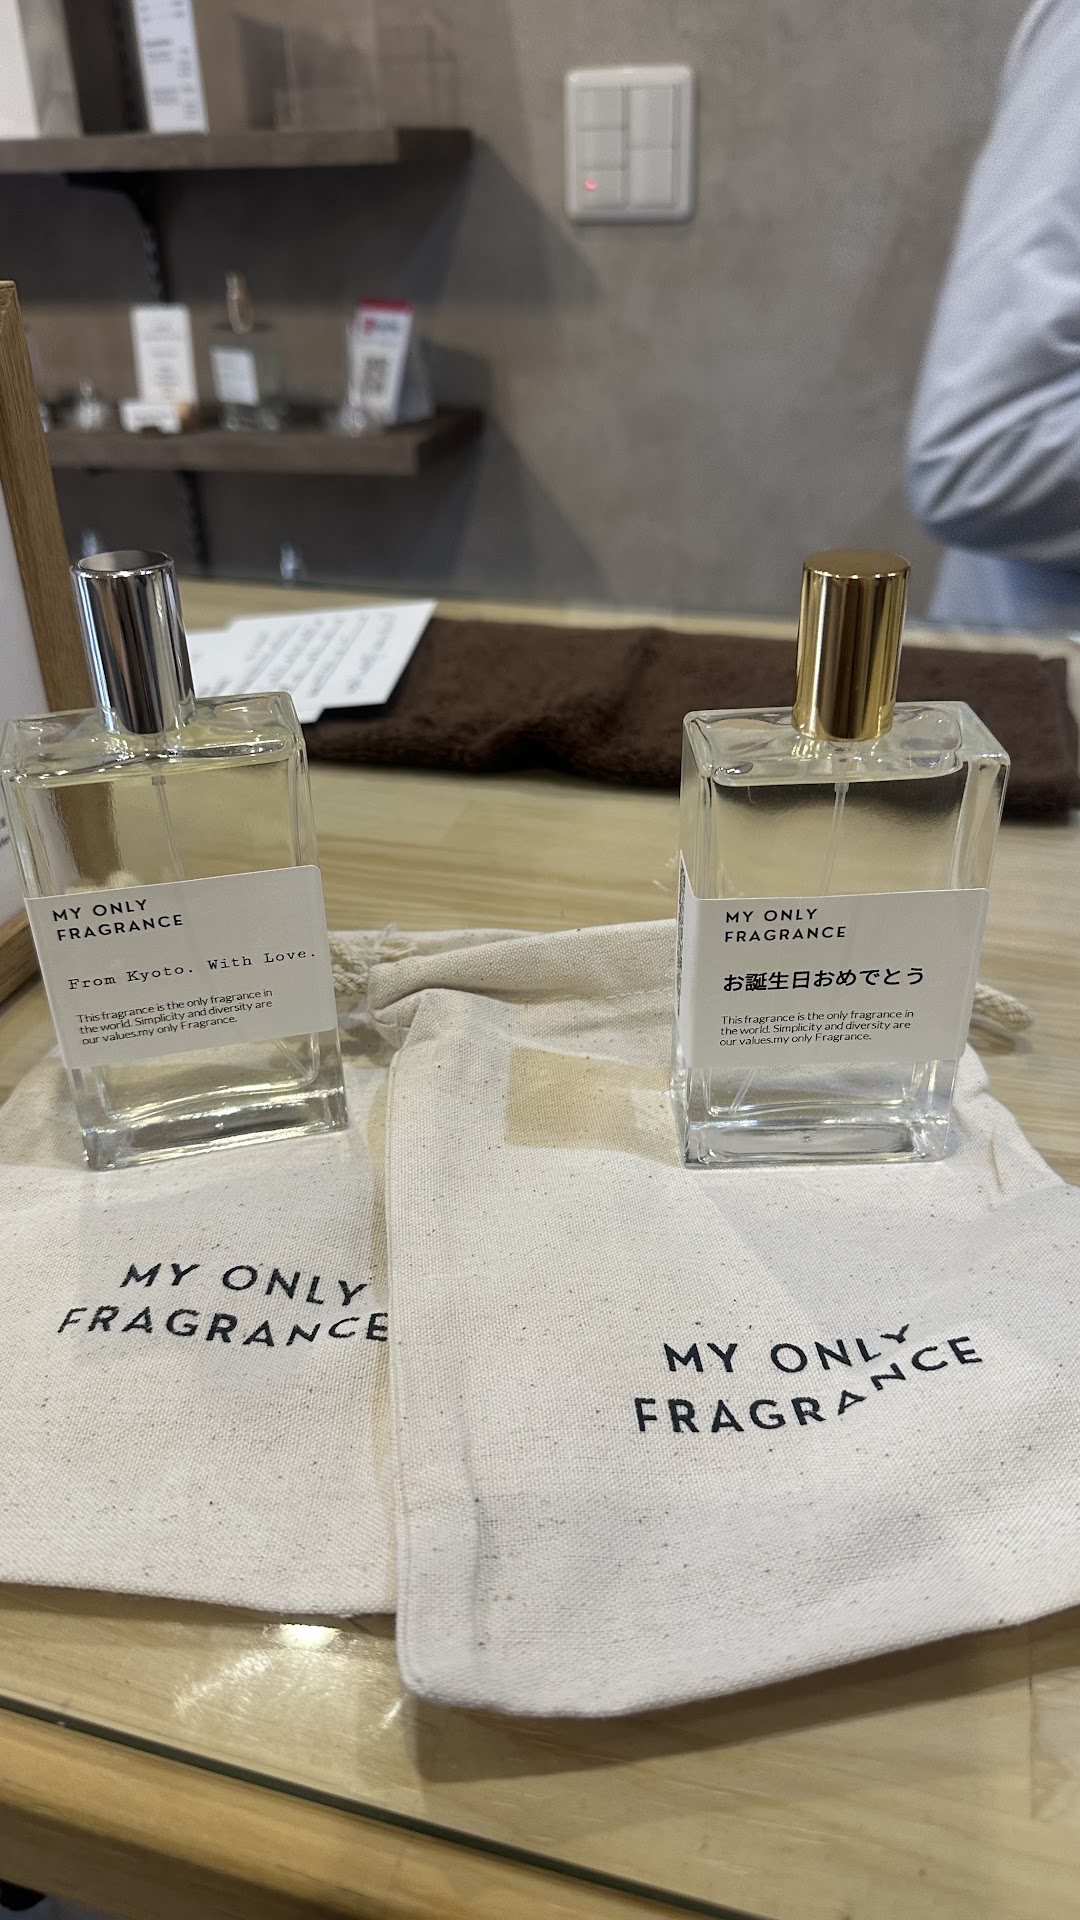 MY ONLY
FRAGRANCE
From Kyoto. With Love.
This fragrance is the only fragrance in
the world. Simplicity and diversity are
our values.my only Fragrance.
MY ONLY
FRAGRANCE
お誕生日おめでとう
This fragrance is the only fragrance in
the world. Simplicity and diversity are
our values.my only Fragrance.
MY ONLY
FRAGRANCE
MY ONLY
FRAGRANCE